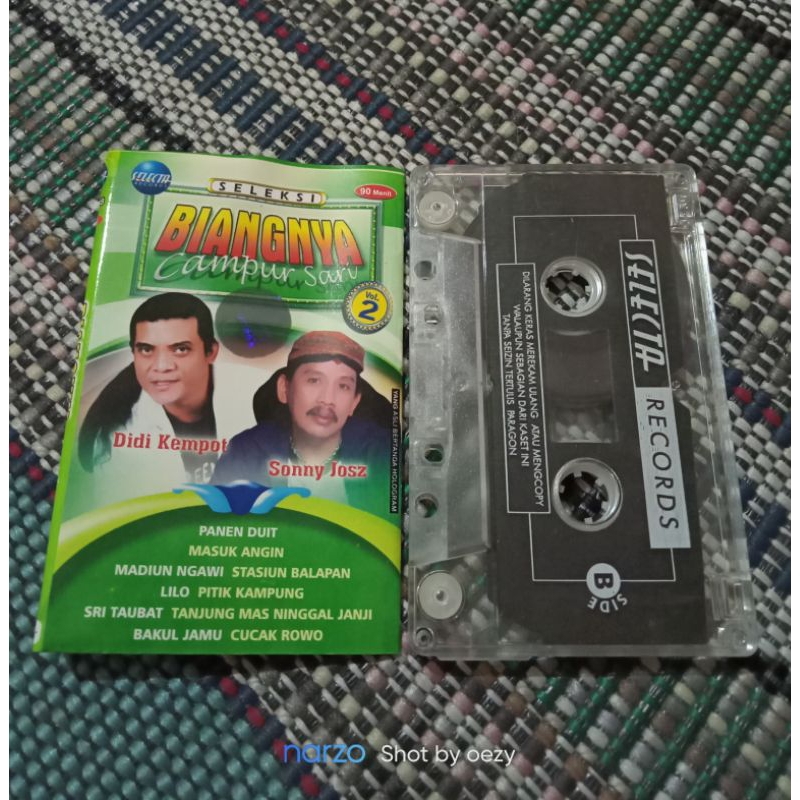 SELECTA
RECORDS
SELEKSI
90 Menit
BIANGNYA
Campur Sari
Vol.
2
Didi Kempot
Sonny Josz
YANG ASLI BERTANDA HOLOGRAM
PANEN DUIT
MASUK ANGIN
MADIUN NGAWI STASIUN BALAPAN
LILO PITIK KAMPUNG
SRI TAUBAT TANJUNG MAS NINGGAL JANJI
BAKUL JAMU CUCAK ROWO
SELECTA RECORDS
DILARANG KERAS MEREKAM ULANG ATAU MENGCOPY
WALAUPUN SEBAGIAN DARI KASET INI
TANPA SEIZIN TERTULIS PARAGON
SIDE
B
narzo Shot by oezy